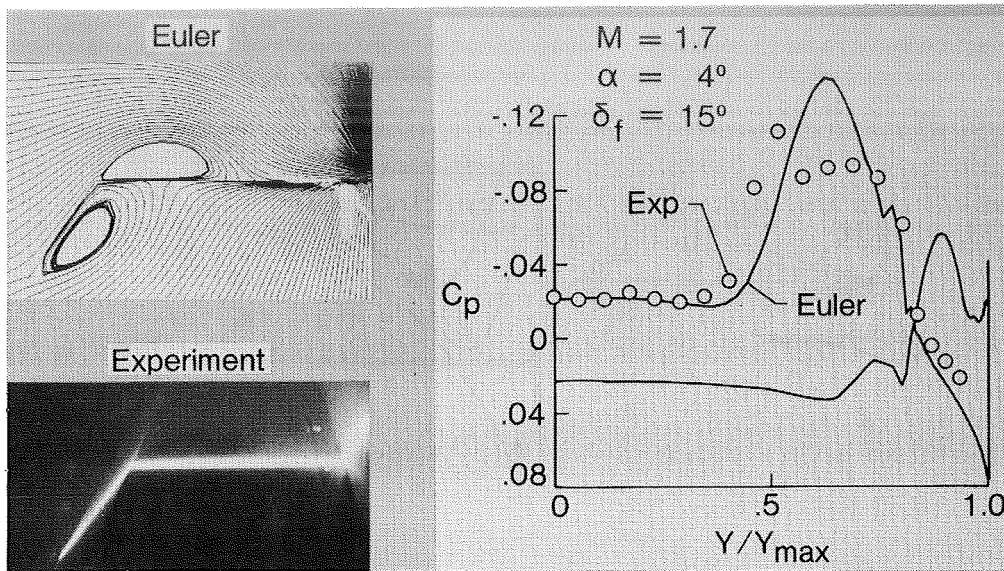 Euler
Experiment
M = 1.7
α = 4°
δf = 15°
-.12
-.08
-.04
0
.04
.08
Cp
Exp
Euler
0
.5
1.0
Y/Ymax